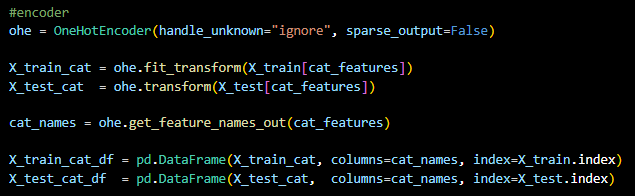 #encoder
ohe = OneHotEncoder(handle_unknown="ignore", sparse_output=False)
X_train_cat = ohe.fit_transform(X_train[cat_features])
X_test_cat  = ohe.transform(X_test[cat_features])
cat_names = ohe.get_feature_names_out(cat_features)
X_train_cat_df = pd.DataFrame(X_train_cat, columns=cat_names, index=X_train.index)
X_test_cat_df  = pd.DataFrame(X_test_cat,  columns=cat_names, index=X_test.index)